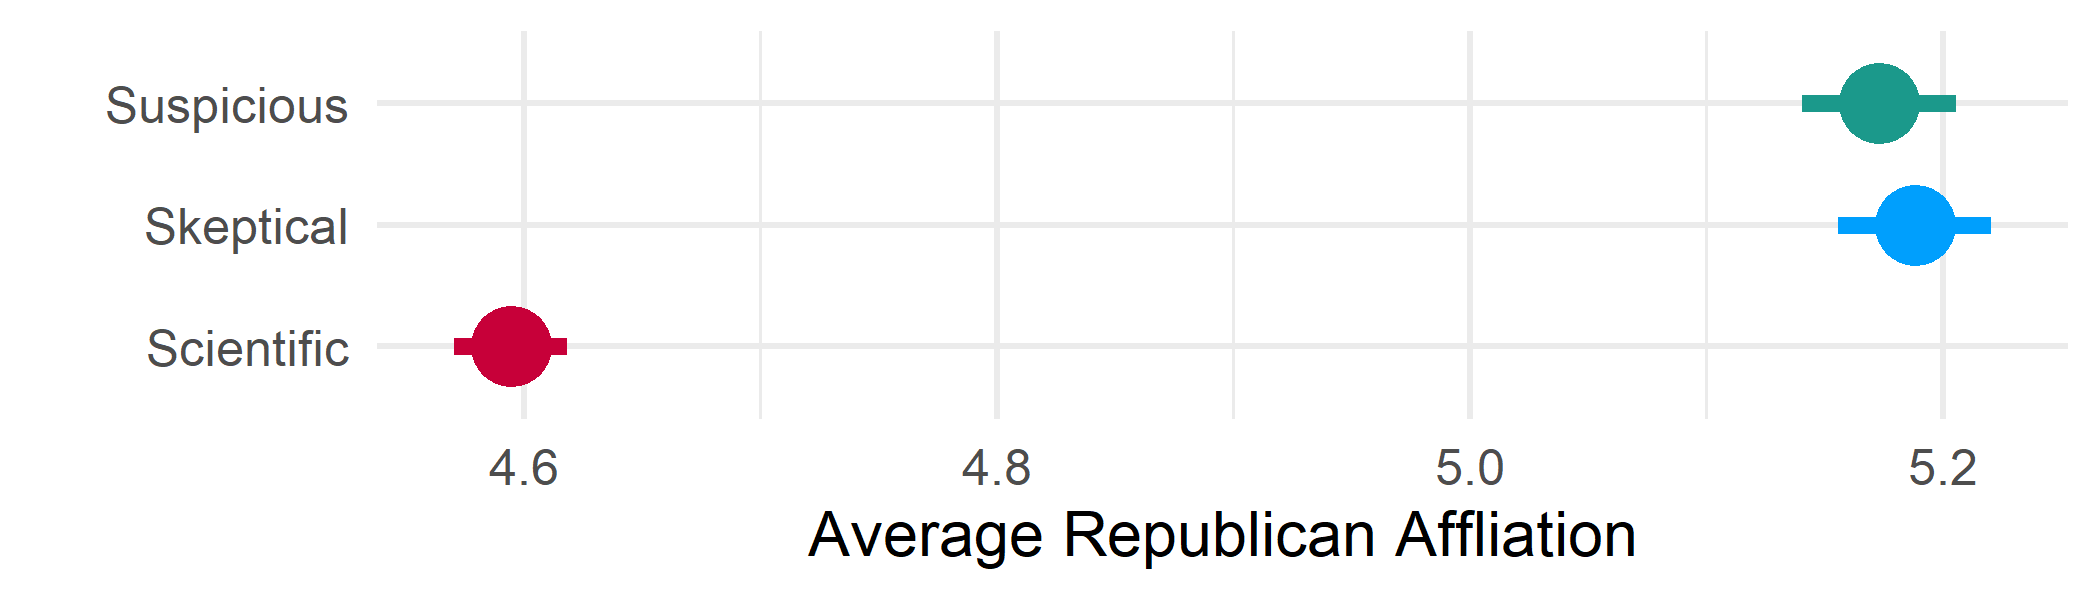 Suspicious
Skeptical
Scientific
4.6 4.8 5.0 5.2
Average Republican Affliation